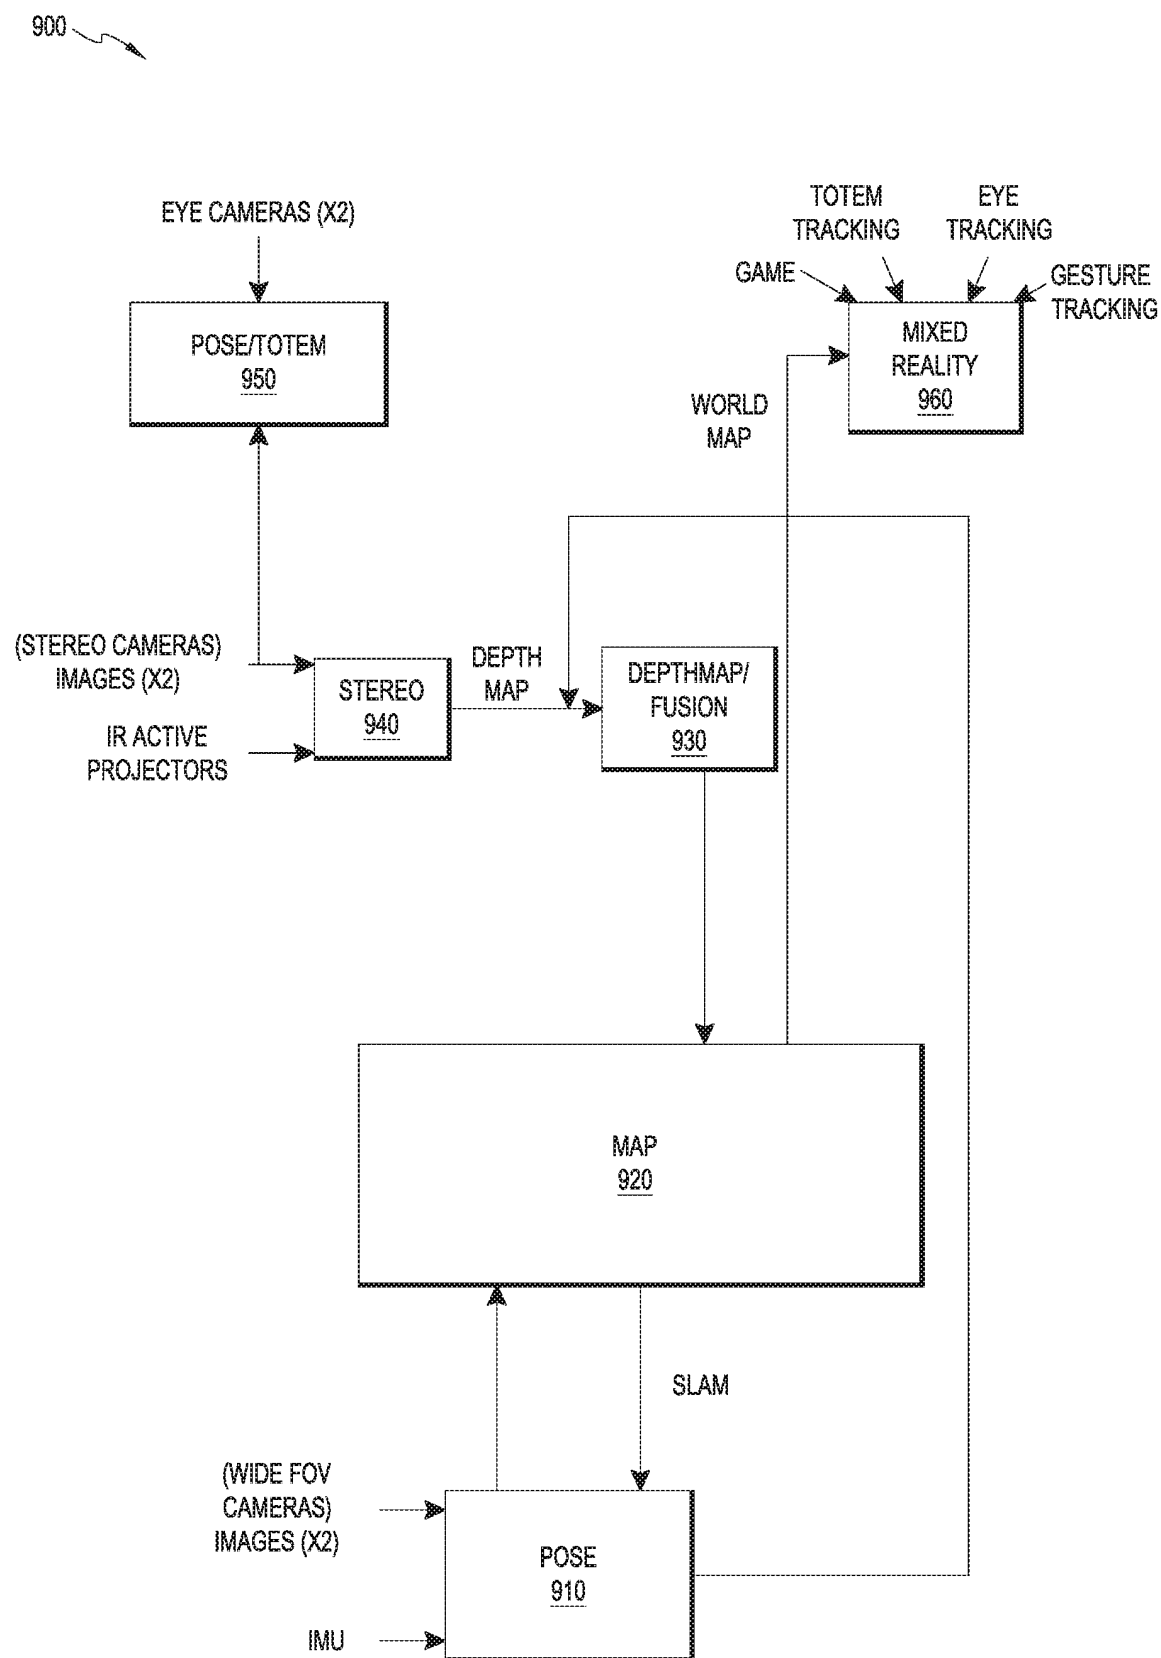 900
EYE CAMERAS (X2)
POSE/TOTEM
950
TOTEM
TRACKING
EYE
TRACKING
GAME
GESTURE
TRACKING
MIXED
REALITY
960
WORLD
MAP
(STEREO CAMERAS)
IMAGES (X2)
IR ACTIVE
PROJECTORS
STEREO
940
DEPTH
MAP
DEPTHMAP/
FUSION
930
MAP
920
SLAM
(WIDE FOV
CAMERAS)
IMAGES (X2)
IMU
POSE
910